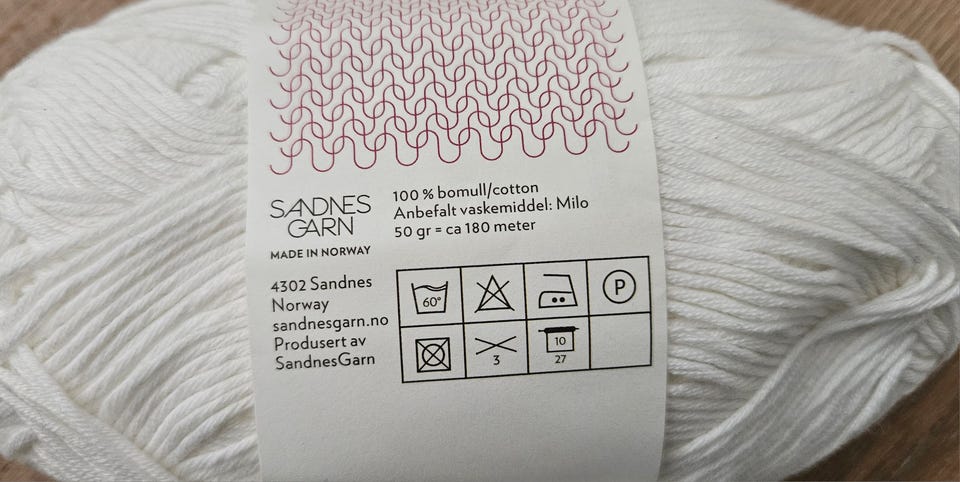 SANDNES
GARN
MADE IN NORWAY
4302 Sandnes
Norway
sandnesgarn.no
Produsert av
SandnesGarn
100 % bomull/cotton
Anbefalt vaskemiddel: Milo
50 gr = ca 180 meter
60°
P
3
10
27